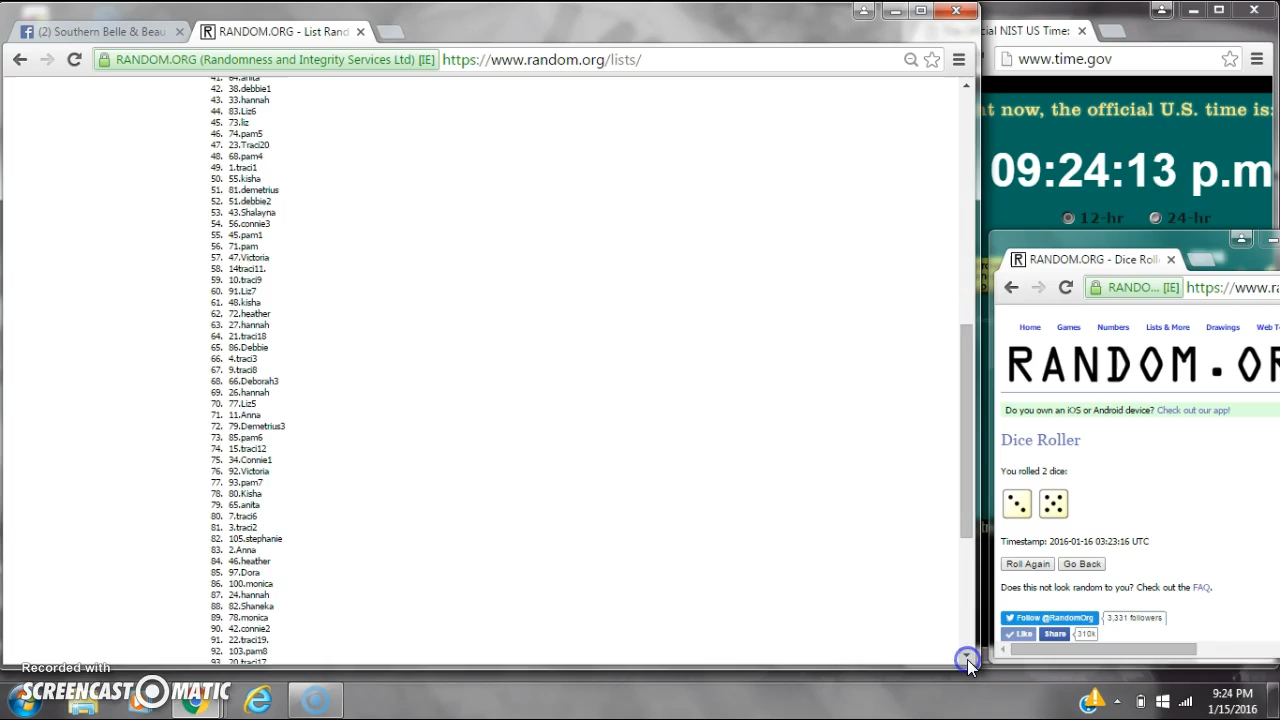 (2) Southern Belle & Beau
RANDOM.ORG - List Rand
RANDOM.ORG (Randomness and Integrity Services Ltd) [IE]
https://www.random.org/lists/
41. 64.anita
42. 38.debbie1
43. 33.hannah
44. 83.Liz6
45. 73.liz
46. 74.pam5
47. 23.Traci20
48. 68.pam4
49. 1.traci1
50. 55.kisha
51. 81.demetrius
52. 51.debbie2
53. 43.Shalayna
54. 56.connie3
55. 45.pam1
56. 71.pam
57. 47.Victoria
58. 14traci11.
59. 10.traci9
60. 91.Liz7
61. 48.kisha
62. 72.heather
63. 27.hannah
64. 21.traci18
65. 86.Debbie
66. 4.traci3
67. 9.traci8
68. 66.Deborah3
69. 26.hannah
70. 77.Liz5
71. 11.Anna
72. 79.Demetrius3
73. 85.pam6
74. 15.traci12
75. 34.Connie1
76. 92.Victoria
77. 93.pam7
78. 80.Kisha
79. 65.anita
80. 7.traci6
81. 3.traci2
82. 105.stephanie
83. 2.Anna
84. 46.heather
85. 97.Dora
86. 100.monica
87. 24.hannah
88. 82.Shaneka
89. 78.monica
90. 42.connie2
91. 22.traci19.
92. 103.pam8
93. 20.traci17
cial NIST US Time:
www.time.gov
t now, the official U.S. time is:
09:24:13 p.m
12-hr 24-hr
RANDOM.ORG - Dice Roll
RANDO... [IE]
https://www.ra
Home Games Numbers Lists & More Drawings Web T
RANDOM.OR
Do you own an iOS or Android device? Check out our app!
Dice Roller
You rolled 2 dice:
Timestamp: 2016-01-16 03:23:16 UTC
Roll Again Go Back
Does this not look random to you? Check out the FAQ.
Follow @RandomOrg 3,331 followers
Like Share 310k
Recorded with
SCREENCAST-O-MATIC
9:24 PM
1/15/2016